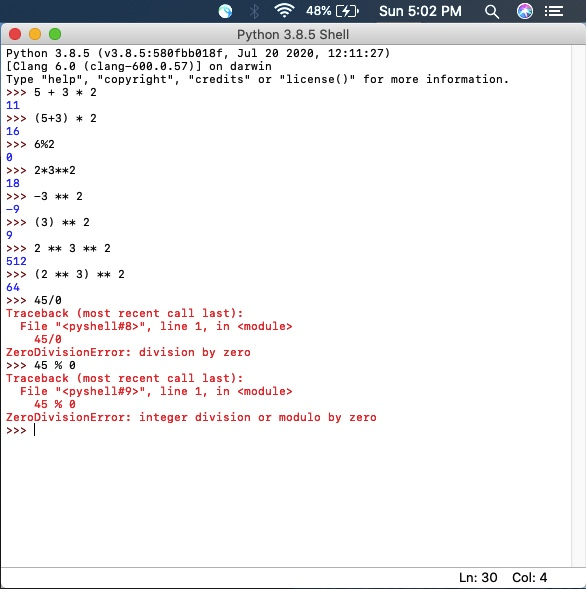 48% Sun 5:02 PM
Python 3.8.5 Shell
Python 3.8.5 (v3.8.5:580fbb018f, Jul 20 2020, 12:11:27)
[Clang 6.0 (clang-600.0.57)] on darwin
Type "help", "copyright", "credits" or "license()" for more information.
>>> 5 + 3 * 2
11
>>> (5+3) * 2
16
>>> 6%2
0
>>> 2*3**2
18
>>> -3 ** 2
-9
>>> (3) ** 2
9
>>> 2 ** 3 ** 2
512
>>> (2 ** 3) ** 2
64
>>> 45/0
Traceback (most recent call last):
  File "<pyshell#8>", line 1, in <module>
    45/0
ZeroDivisionError: division by zero
>>> 45 % 0
Traceback (most recent call last):
  File "<pyshell#9>", line 1, in <module>
    45 % 0
ZeroDivisionError: integer division or modulo by zero
>>>
Ln: 30 Col: 4